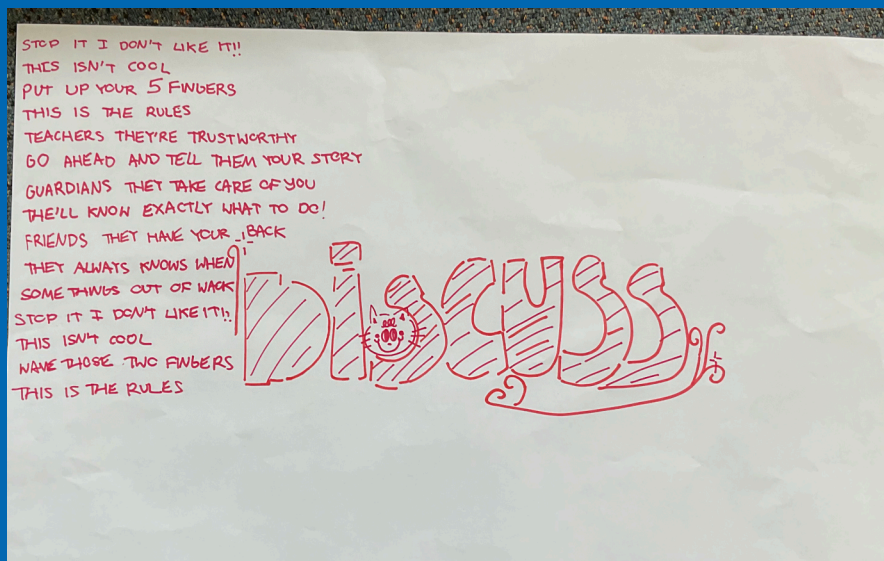 STOP IT I DON'T LIKE IT!!
THIS ISN'T COOL
PUT UP YOUR 5 FINGERS
THIS IS THE RULES
TEACHERS THEY'RE TRUSTWORTHY
GO AHEAD AND TELL THEM YOUR STORY
GUARDIANS THEY TAKE CARE OF YOU
THE'LL KNOW EXACTLY WHAT TO DO!
FRIENDS THEY HAVE YOUR BACK
THEY ALWAYS KNOWS WHEN
SOME THINGS OUT OF WACK
STOP IT I DON'T LIKE IT!!
THIS ISN'T COOL
WAVE THOSE TWO FINGERS
THIS IS THE RULES
DiSCUSS